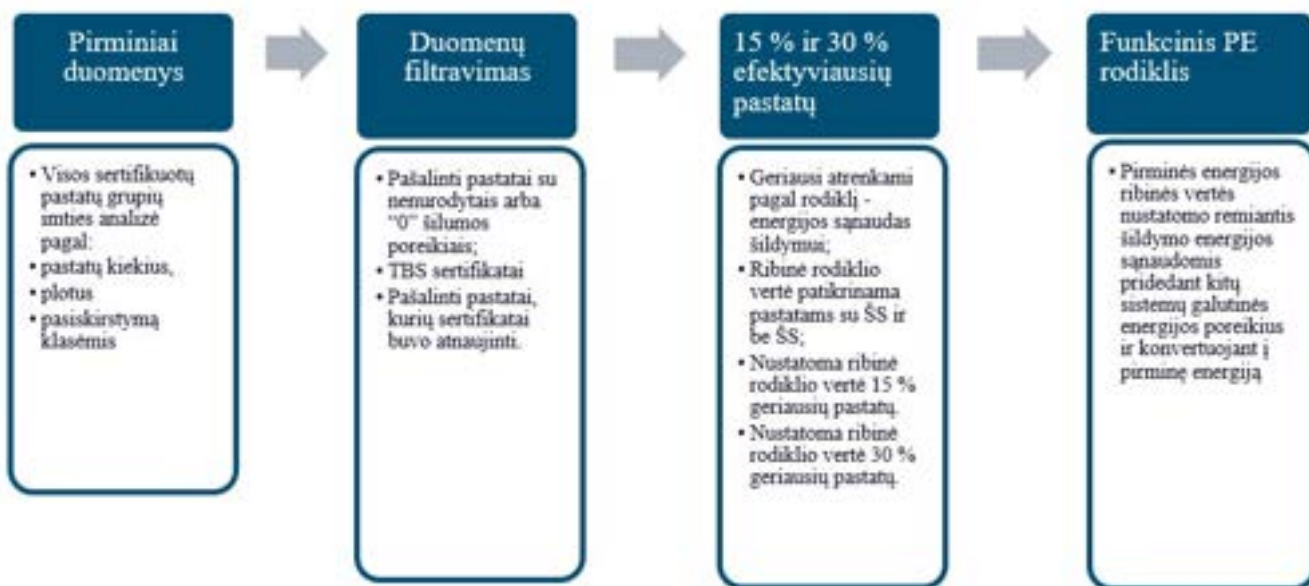 Pirminiai
duomenys
• Visos sertifikuotų
pastatų grupių
imties analizė
pagal:
• pastatų kiekius,
• plotus
• pasiskirstymą
klasėmis
Duomenų
filtravimas
• Pašalinti pastatai su
nenurodytais arba
"0" šilumos
poreikiais;
• TBS sertifikatai
• Pašalinti pastatai,
kurių sertifikatai
buvo atnaujinti.
15 % ir 30 %
efektyviausių
pastatų
• Geriausi atrenkami
pagal rodiklį -
energijos sąnaudas
šildymui;
• Ribinė rodiklio
vertė patikrinama
pastatams su ŠS ir
be ŠS;
• Nustatoma ribinė
rodiklio vertė 15 %
geriausių pastatų.
• Nustatoma ribinė
rodiklio vertė 30 %
geriausių pastatų.
Funkcinis PE
rodiklis
• Pirminės energijos
ribinės vertės
nustatomo remiantis
šildymo energijos
sąnaudomis
pridedant kitų
sistemų galutinės
energijos poreikius
ir konvertuojant į
pirminę energiją